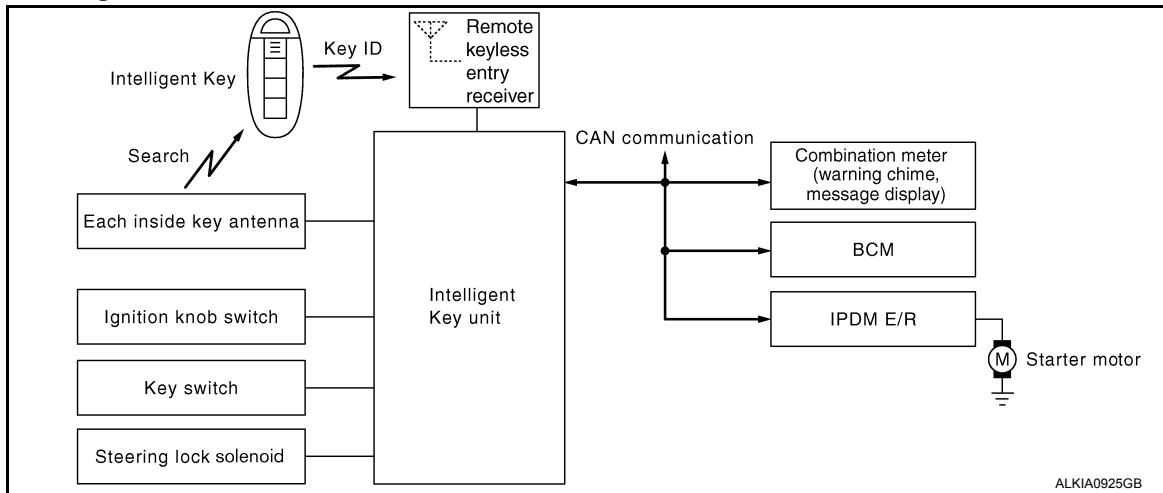 Intelligent Key
Key ID
Search
Remote
keyless
entry
receiver
CAN communication
Each inside key antenna
Ignition knob switch
Key switch
Steering lock solenoid
Intelligent
Key unit
Combination meter
(warning chime,
message display)
BCM
IPDM E/R
M
Starter motor
ALKIA0925GB